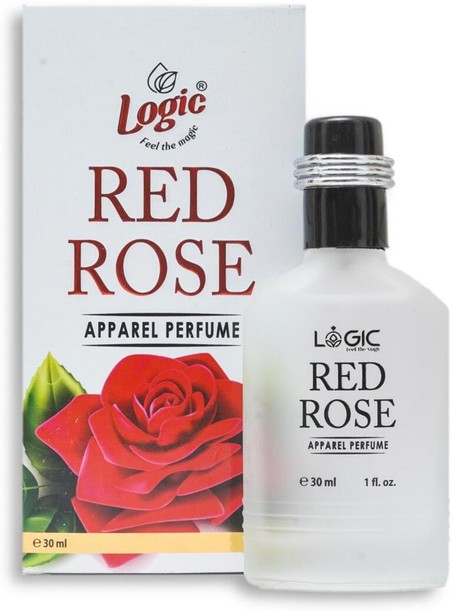 Logic®
Feel the magic
RED
ROSE
APPAREL PERFUME
℮ 30 ml
LOGIC
Feel the magic
RED
ROSE
APPAREL PERFUME
℮ 30 ml 1 fl. oz.